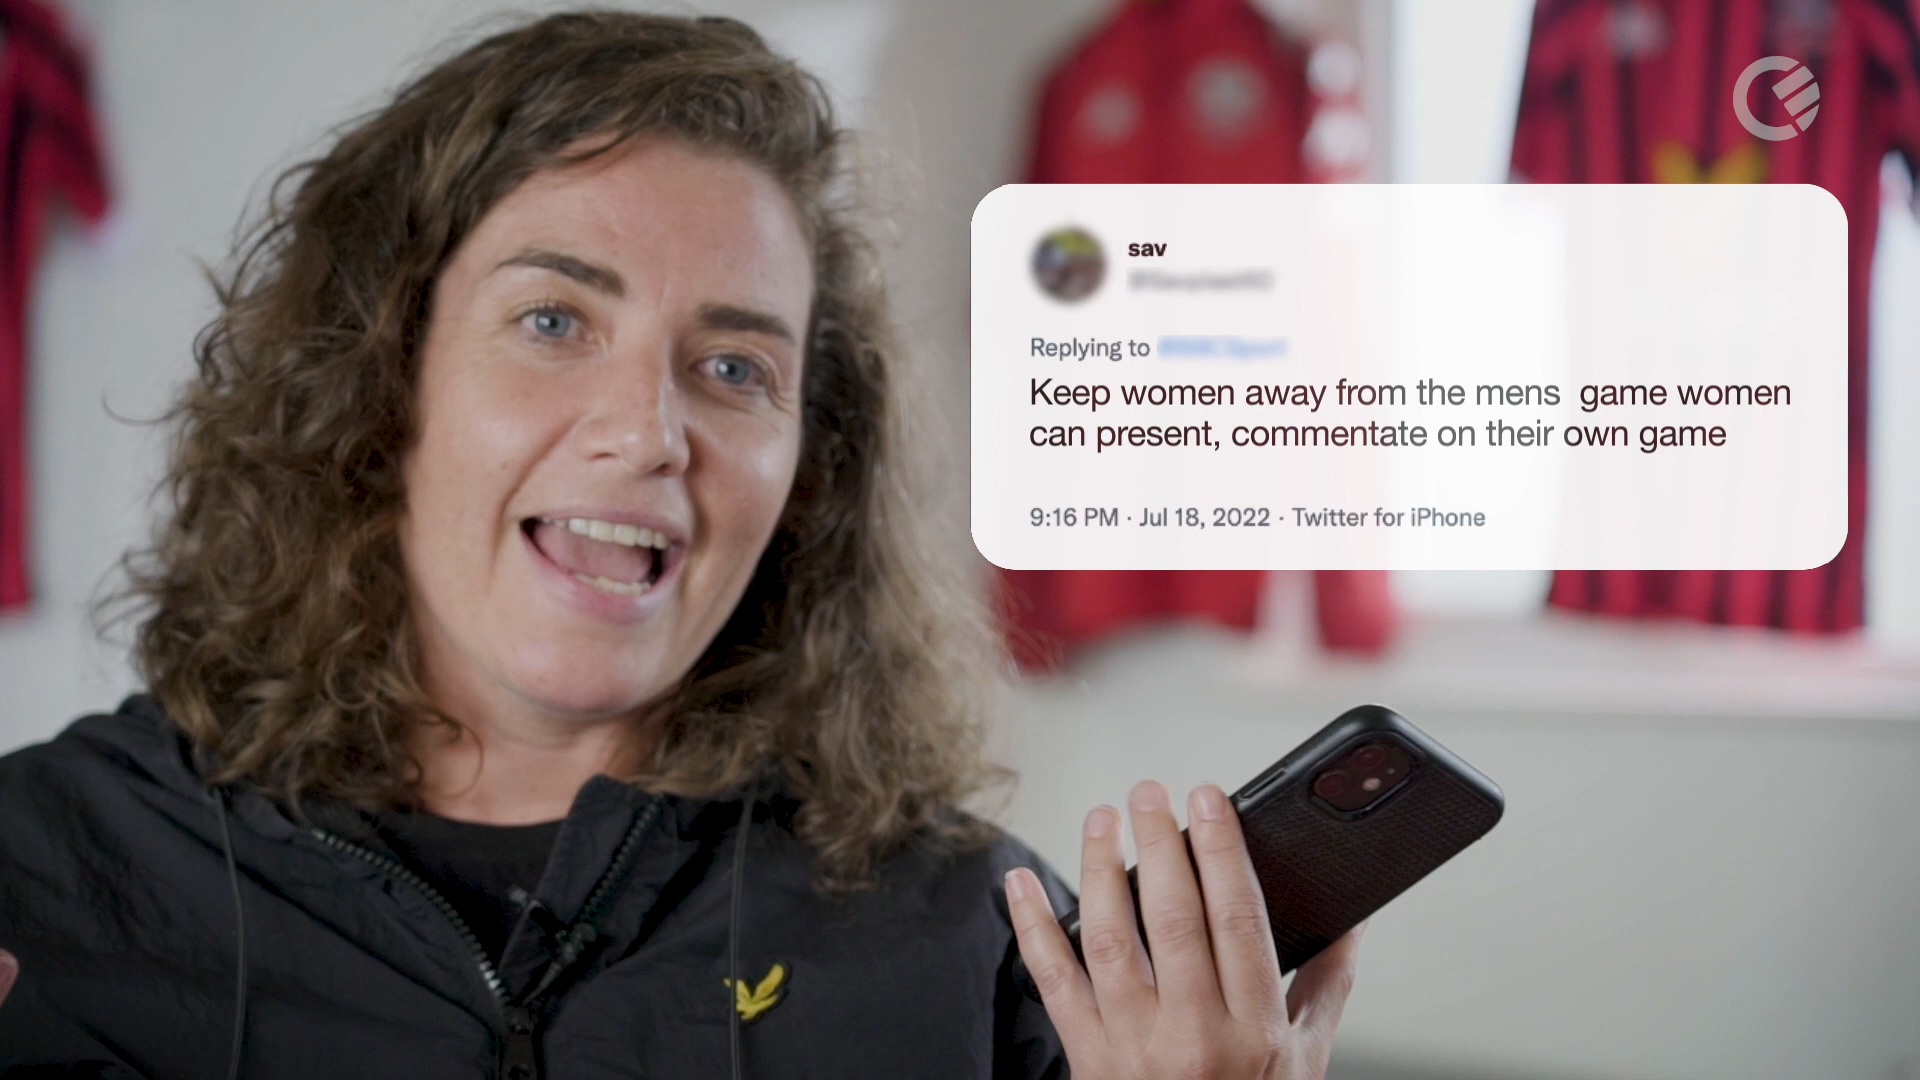 sav
Replying to
Keep women away from the mens  game women
can present, commentate on their own game
9:16 PM · Jul 18, 2022 · Twitter for iPhone